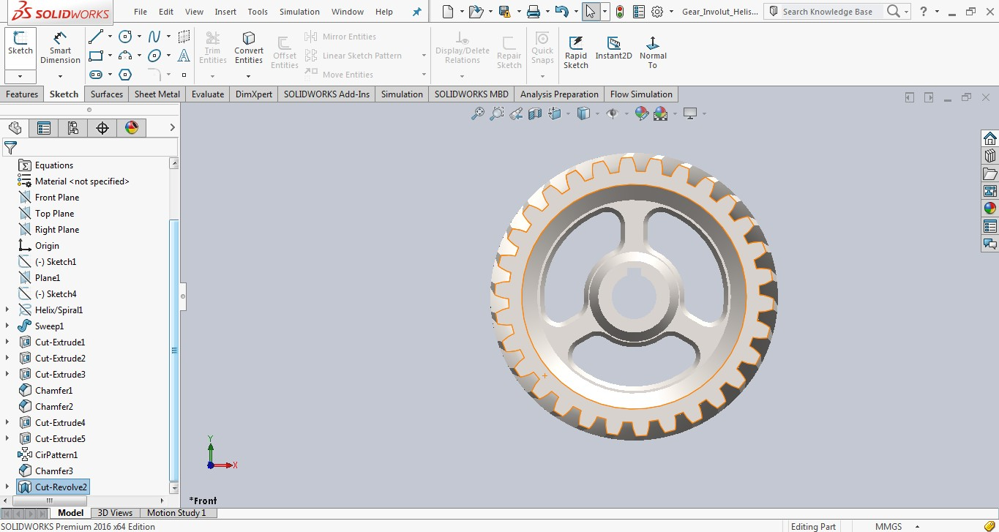 SOLIDWORKS File Edit View Insert Tools Simulation Window Help Gear_Involut_Helis... Search Knowledge Base ?
Sketch Smart Dimension Trim Entities Convert Entities Offset Entities Mirror Entities Linear Sketch Pattern Move Entities Display/Delete Relations Repair Sketch Quick Snaps Rapid Sketch Instant2D Normal To
Features Sketch Surfaces Sheet Metal Evaluate DimXpert SOLIDWORKS Add-Ins Simulation SOLIDWORKS MBD Analysis Preparation Flow Simulation
Equations
Material <not specified>
Front Plane
Top Plane
Right Plane
Origin
(-) Sketch1
Plane1
(-) Sketch4
Helix/Spiral1
Sweep1
Cut-Extrude1
Cut-Extrude2
Cut-Extrude3
Chamfer1
Chamfer2
Cut-Extrude4
Cut-Extrude5
CirPattern1
Chamfer3
Cut-Revolve2
Y
X
*Front
Model 3D Views Motion Study 1
SOLIDWORKS Premium 2016 x64 Edition Editing Part MMGS